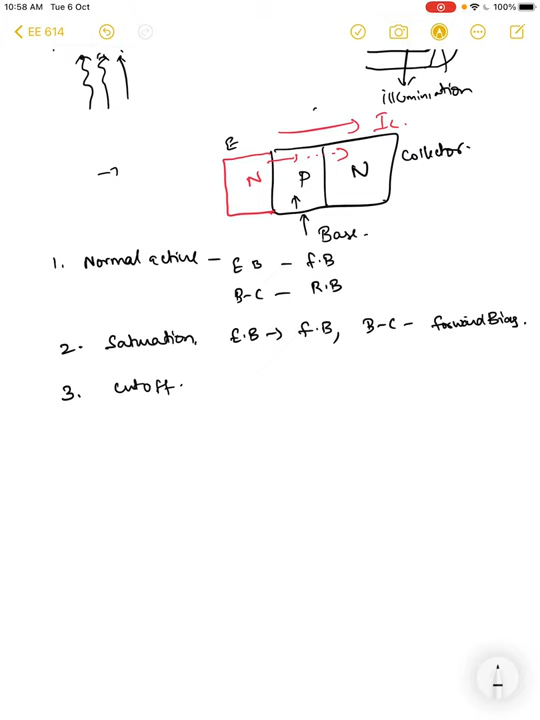 10:58 AM Tue 6 Oct
100%
EE 614
illuminiation
Ic.
E
N P N Collector.
Base.
1. Normal active – E B – f.B
B-C – R.B
2. Saturation, E.B → f.B, B-C – forward Bias.
3. Cutoff.